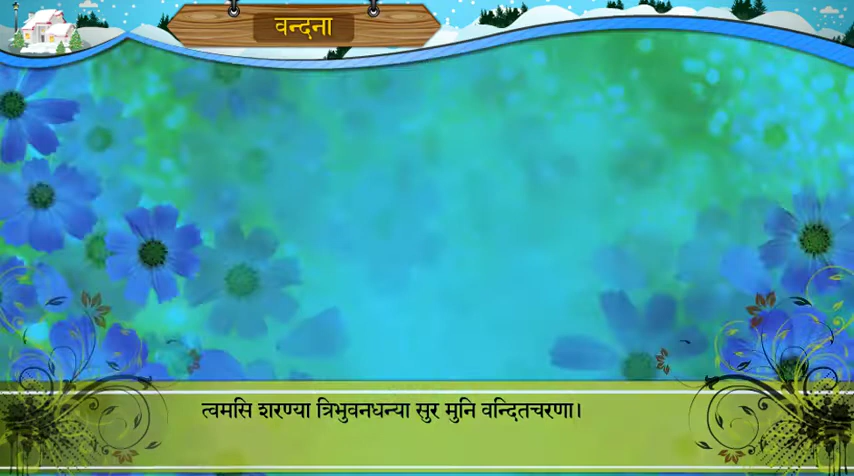 वन्दना
त्वमसि शरण्या त्रिभुवनधन्या सुर मुनि वन्दितचरणा।